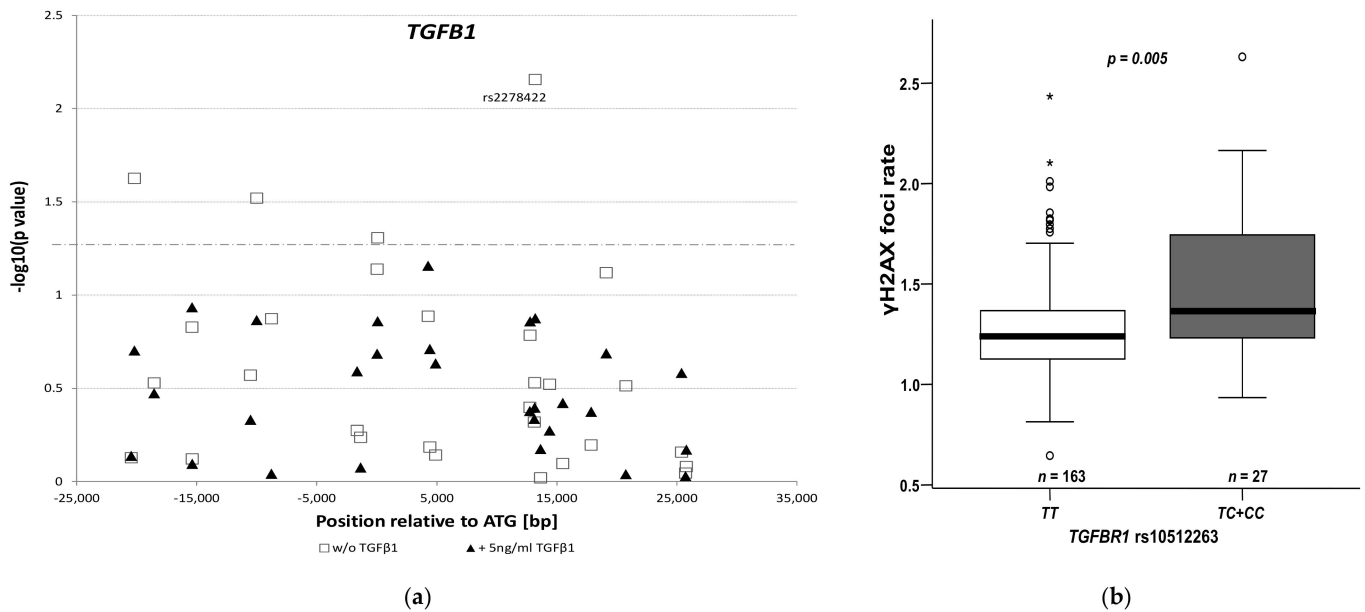 TGFB1
2.5
2
1.5
1
0.5
0
-log10(p value)
rs2278422
-25,000 -15,000 -5,000 5,000 15,000 25,000 35,000
Position relative to ATG [bp]
w/o TGFβ1 + 5ng/ml TGFβ1
(a)
p = 0.005
2.5
2.0
1.5
1.0
0.5
γH2AX foci rate
n = 163 n = 27
TT TC+CC
TGFBR1 rs10512263
(b)